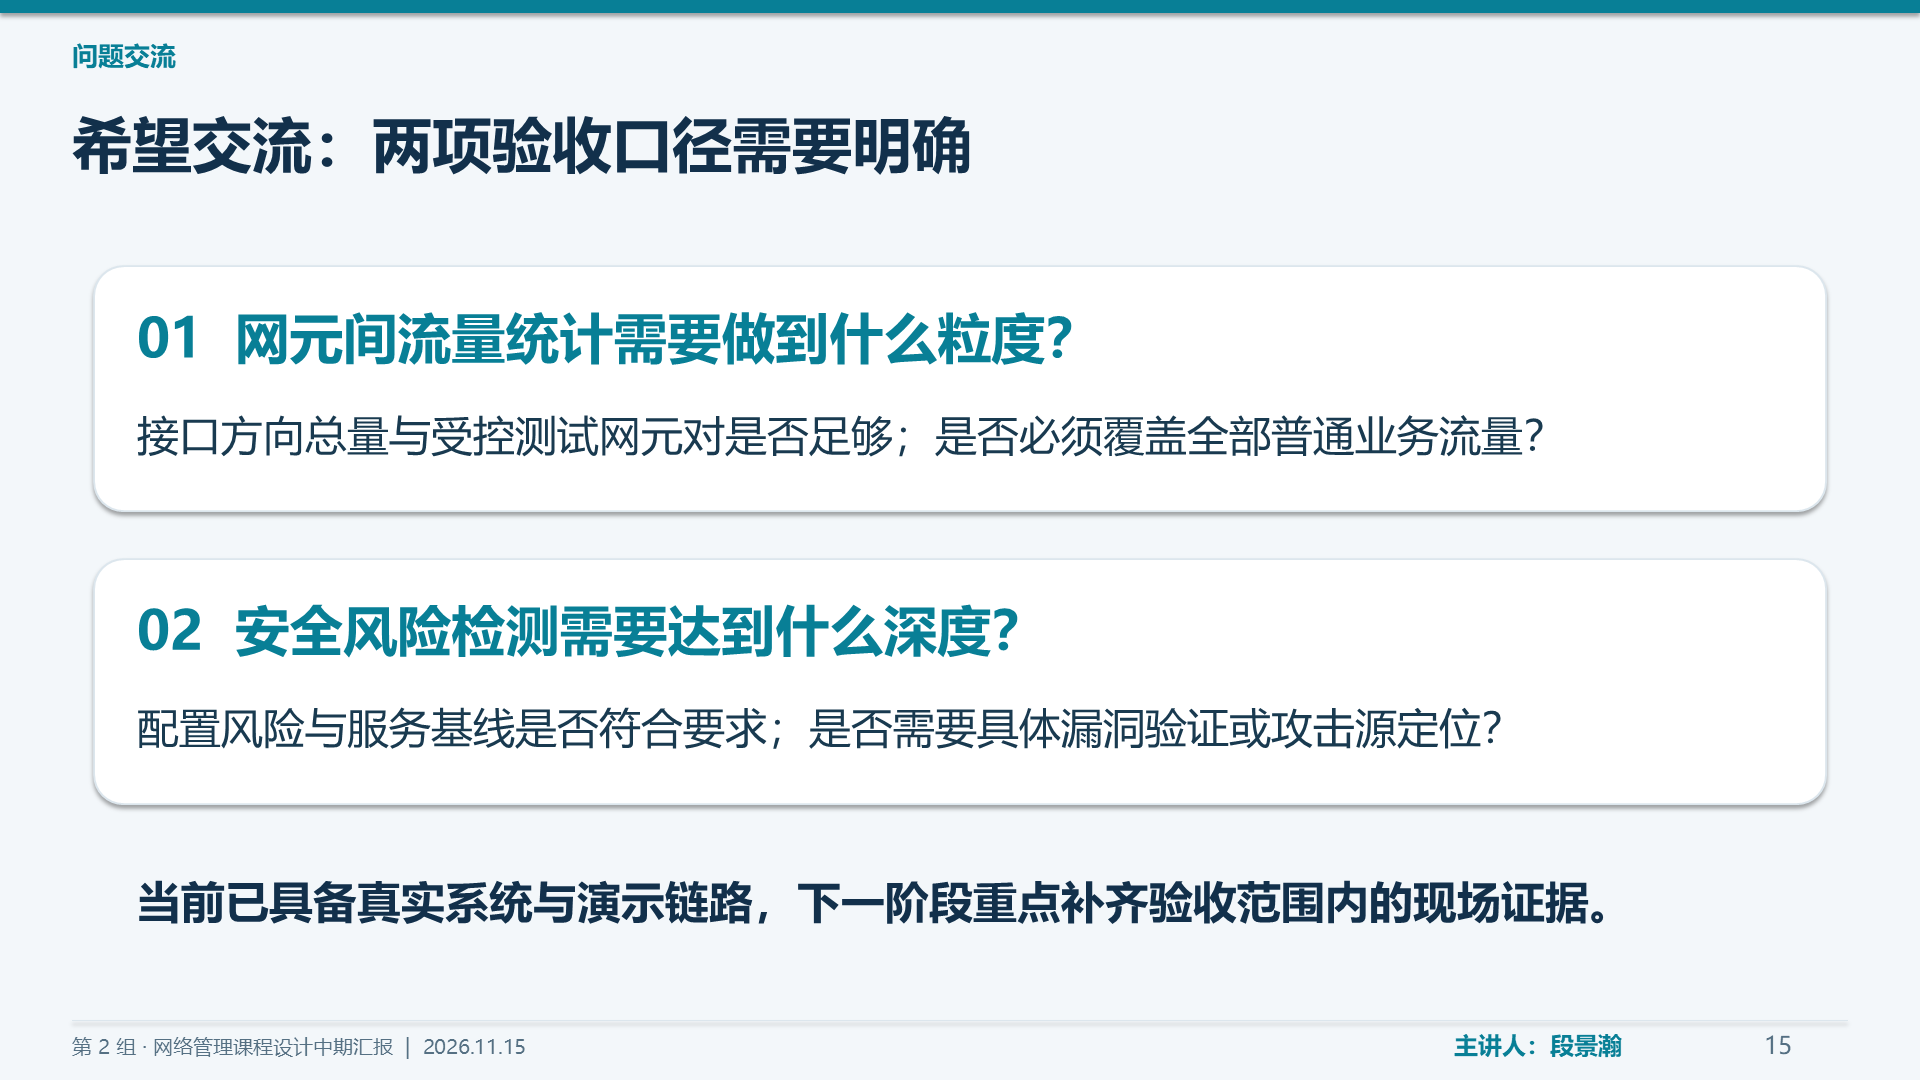 问题交流
希望交流：两项验收口径需要明确
01 网元间流量统计需要做到什么粒度？
接口方向总量与受控测试网元对是否足够；是否必须覆盖全部普通业务流量？
02 安全风险检测需要达到什么深度？
配置风险与服务基线是否符合要求；是否需要具体漏洞验证或攻击源定位？
当前已具备真实系统与演示链路，下一阶段重点补齐验收范围内的现场证据。
第 2 组 · 网络管理课程设计中期汇报 | 2026.11.15
主讲人：段景瀚
15